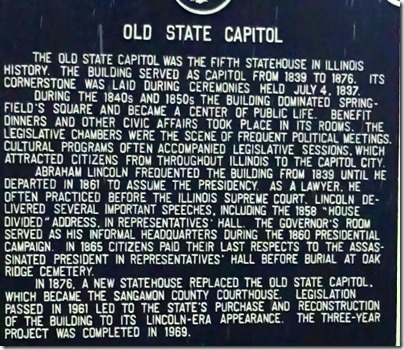 OLD STATE CAPITOL
THE OLD STATE CAPITOL WAS THE FIFTH STATEHOUSE IN ILLINOIS
HISTORY. THE BUILDING SERVED AS CAPITOL FROM 1839 TO 1876. ITS
CORNERSTONE WAS LAID DURING CEREMONIES HELD JULY 4, 1837.
DURING THE 1840s AND 1850s THE BUILDING DOMINATED SPRING-
FIELD'S SQUARE AND BECAME A CENTER OF PUBLIC LIFE. BENEFIT
DINNERS AND OTHER CIVIC AFFAIRS TOOK PLACE IN ITS ROOMS. THE
LEGISLATIVE CHAMBERS WERE THE SCENE OF FREQUENT POLITICAL MEETINGS.
CULTURAL PROGRAMS OFTEN ACCOMPANIED LEGISLATIVE SESSIONS, WHICH
ATTRACTED CITIZENS FROM THROUGHOUT ILLINOIS TO THE CAPITOL CITY.
ABRAHAM LINCOLN FREQUENTED THE BUILDING FROM 1839 UNTIL HE
DEPARTED IN 1861 TO ASSUME THE PRESIDENCY. AS A LAWYER, HE
OFTEN PRACTICED BEFORE THE ILLINOIS SUPREME COURT. LINCOLN DE-
LIVERED SEVERAL IMPORTANT SPEECHES, INCLUDING THE 1858 "HOUSE
DIVIDED" ADDRESS, IN REPRESENTATIVES' HALL. THE GOVERNOR'S ROOM
SERVED AS HIS INFORMAL HEADQUARTERS DURING THE 1860 PRESIDENTIAL
CAMPAIGN. IN 1865 CITIZENS PAID THEIR LAST RESPECTS TO THE ASSAS-
SINATED PRESIDENT IN REPRESENTATIVES' HALL BEFORE BURIAL AT OAK
RIDGE CEMETERY.
IN 1876, A NEW STATEHOUSE REPLACED THE OLD STATE CAPITOL,
WHICH BECAME THE SANGAMON COUNTY COURTHOUSE. LEGISLATION
PASSED IN 1961 LED TO THE STATE'S PURCHASE AND RECONSTRUCTION
OF THE BUILDING TO ITS LINCOLN-ERA APPEARANCE. THE THREE-YEAR
PROJECT WAS COMPLETED IN 1969.